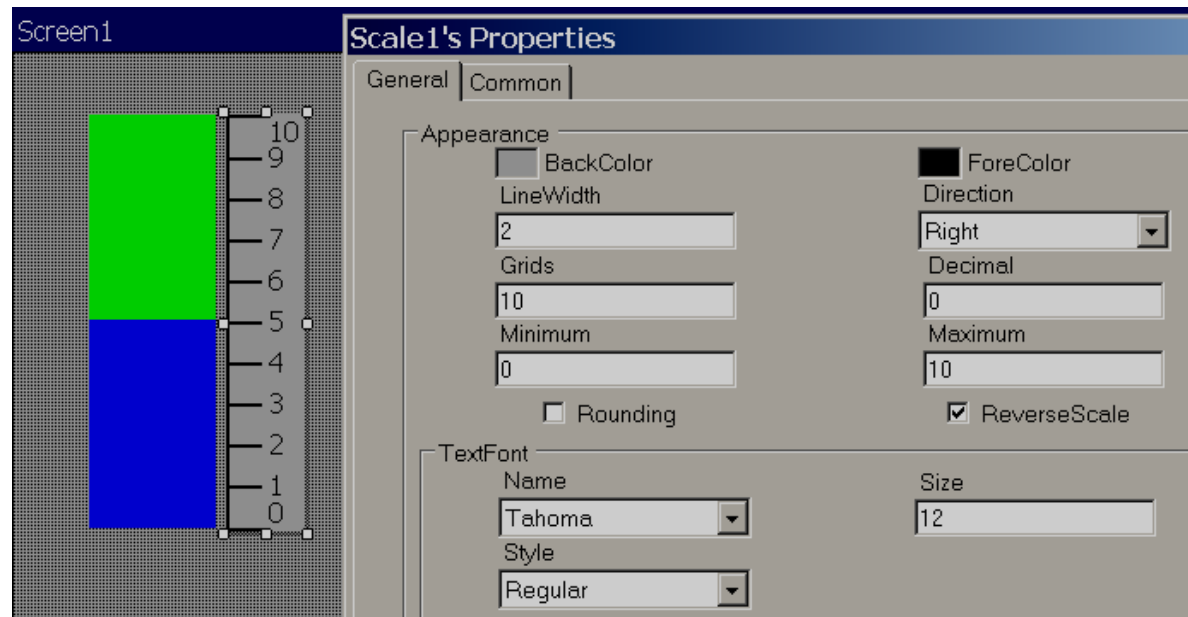 Screen1
10
9
8
7
6
5
4
3
2
1
0
Scale1's Properties
General Common
Appearance
BackColor ForeColor
LineWidth Direction
2 Right
Grids Decimal
10 0
Minimum Maximum
0 10
Rounding ReverseScale
TextFont
Name Size
Tahoma 12
Style
Regular